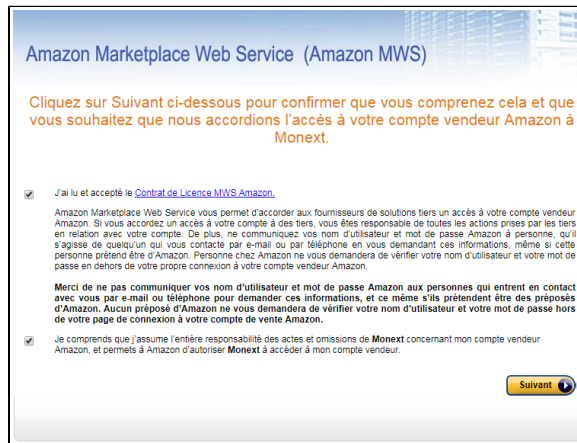 Amazon Marketplace Web Service (Amazon MWS)
Cliquez sur Suivant ci-dessous pour confirmer que vous comprenez cela et que
vous souhaitez que nous accordions l'accès à votre compte vendeur Amazon à
Monext.
J'ai lu et accepté le Contrat de Licence MWS Amazon.
Amazon Marketplace Web Service vous permet d'accorder aux fournisseurs de solutions tiers un accès à votre compte vendeur
Amazon. Si vous accordez un accès à votre compte à des tiers, vous êtes responsable de toutes les actions prises par les tiers
en relation avec votre compte. De plus, ne communiquez vos nom d'utilisateur et mot de passe Amazon à personne, qu'il
s'agisse de quelqu'un qui vous contacte par e-mail ou par téléphone en vous demandant ces informations, même si cette
personne prétend être d'Amazon. Personne chez Amazon ne vous demandera de vérifier votre nom d'utilisateur et votre mot de
passe en dehors de votre propre connexion à votre compte vendeur Amazon.
Merci de ne pas communiquer vos nom d'utilisateur et mot de passe Amazon aux personnes qui entrent en contact
avec vous par e-mail ou téléphone pour demander ces informations, et ce même s'ils prétendent être des préposés
d'Amazon. Aucun préposé d'Amazon ne vous demandera de vérifier votre nom d'utilisateur et votre mot de passe hors
de votre page de connexion à votre compte de vente Amazon.
Je comprends que j'assume l'entière responsabilité des actes et omissions de Monext concernant mon compte vendeur
Amazon, et permets à Amazon d'autoriser Monext à accéder à mon compte vendeur.
Suivant